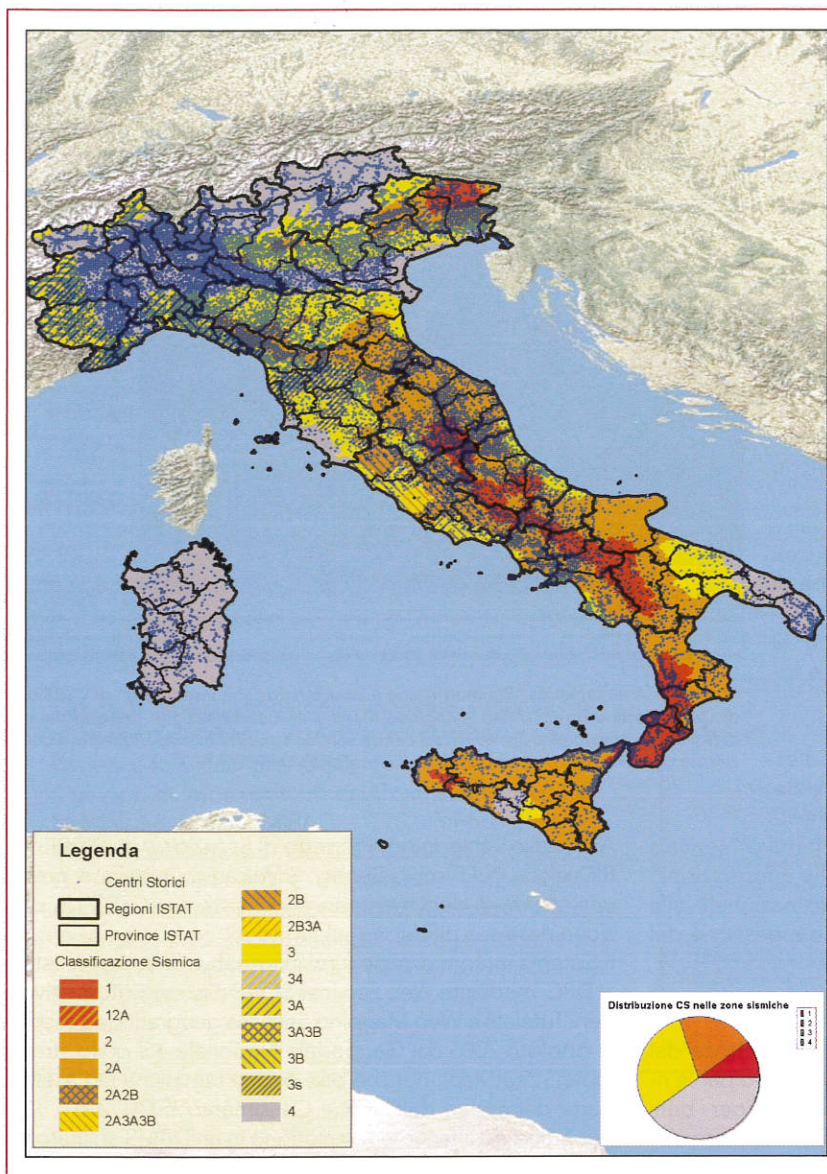 Legenda
Centri Storici
Regioni ISTAT
Province ISTAT
Classificazione Sismica
1
12A
2
2A
2A2B
2A3A3B
2B
2B3A
3
34
3A
3A3B
3B
3s
4
Distribuzione CS nelle zone sismiche
1
2
3
4